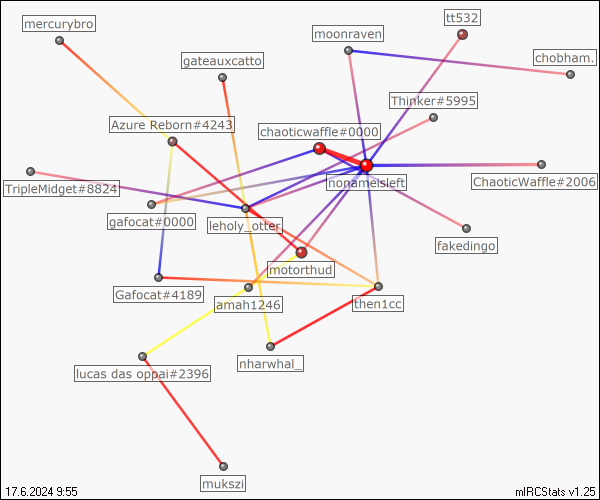 mercurybro
tt532
moonraven
gateauxcatto
chobham.
Thinker#5995
Azure Reborn#4243
chaoticwaffle#0000
nonameisleft
ChaoticWaffle#2006
TripleMidget#8824
gafocat#0000
leholy_otter
fakedingo
motorthud
Gafocat#4189
amah1246
then1cc
nharwhal_
lucas das oppai#2396
mukszi
17.6.2024 9:55
mIRCStats v1.25